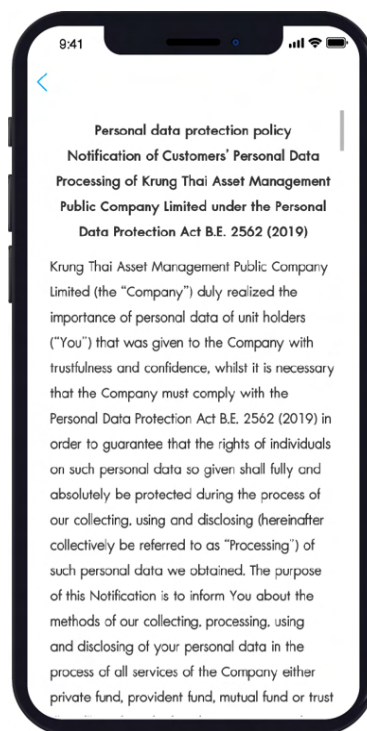 9:41
Personal data protection policy
Notification of Customers' Personal Data
Processing of Krung Thai Asset Management
Public Company Limited under the Personal
Data Protection Act B.E. 2562 (2019)
Krung Thai Asset Management Public Company
Limited (the "Company") duly realized the
importance of personal data of unit holders
("You") that was given to the Company with
trustfulness and confidence, whilst it is necessary
that the Company must comply with the
Personal Data Protection Act B.E. 2562 (2019) in
order to guarantee that the rights of individuals
on such personal data so given shall fully and
absolutely be protected during the process of
our collecting, using and disclosing (hereinafter
collectively be referred to as "Processing") of
such personal data we obtained. The purpose
of this Notification is to inform You about the
methods of our collecting, processing, using
and disclosing of your personal data in the
process of all services of the Company either
private fund, provident fund, mutual fund or trust